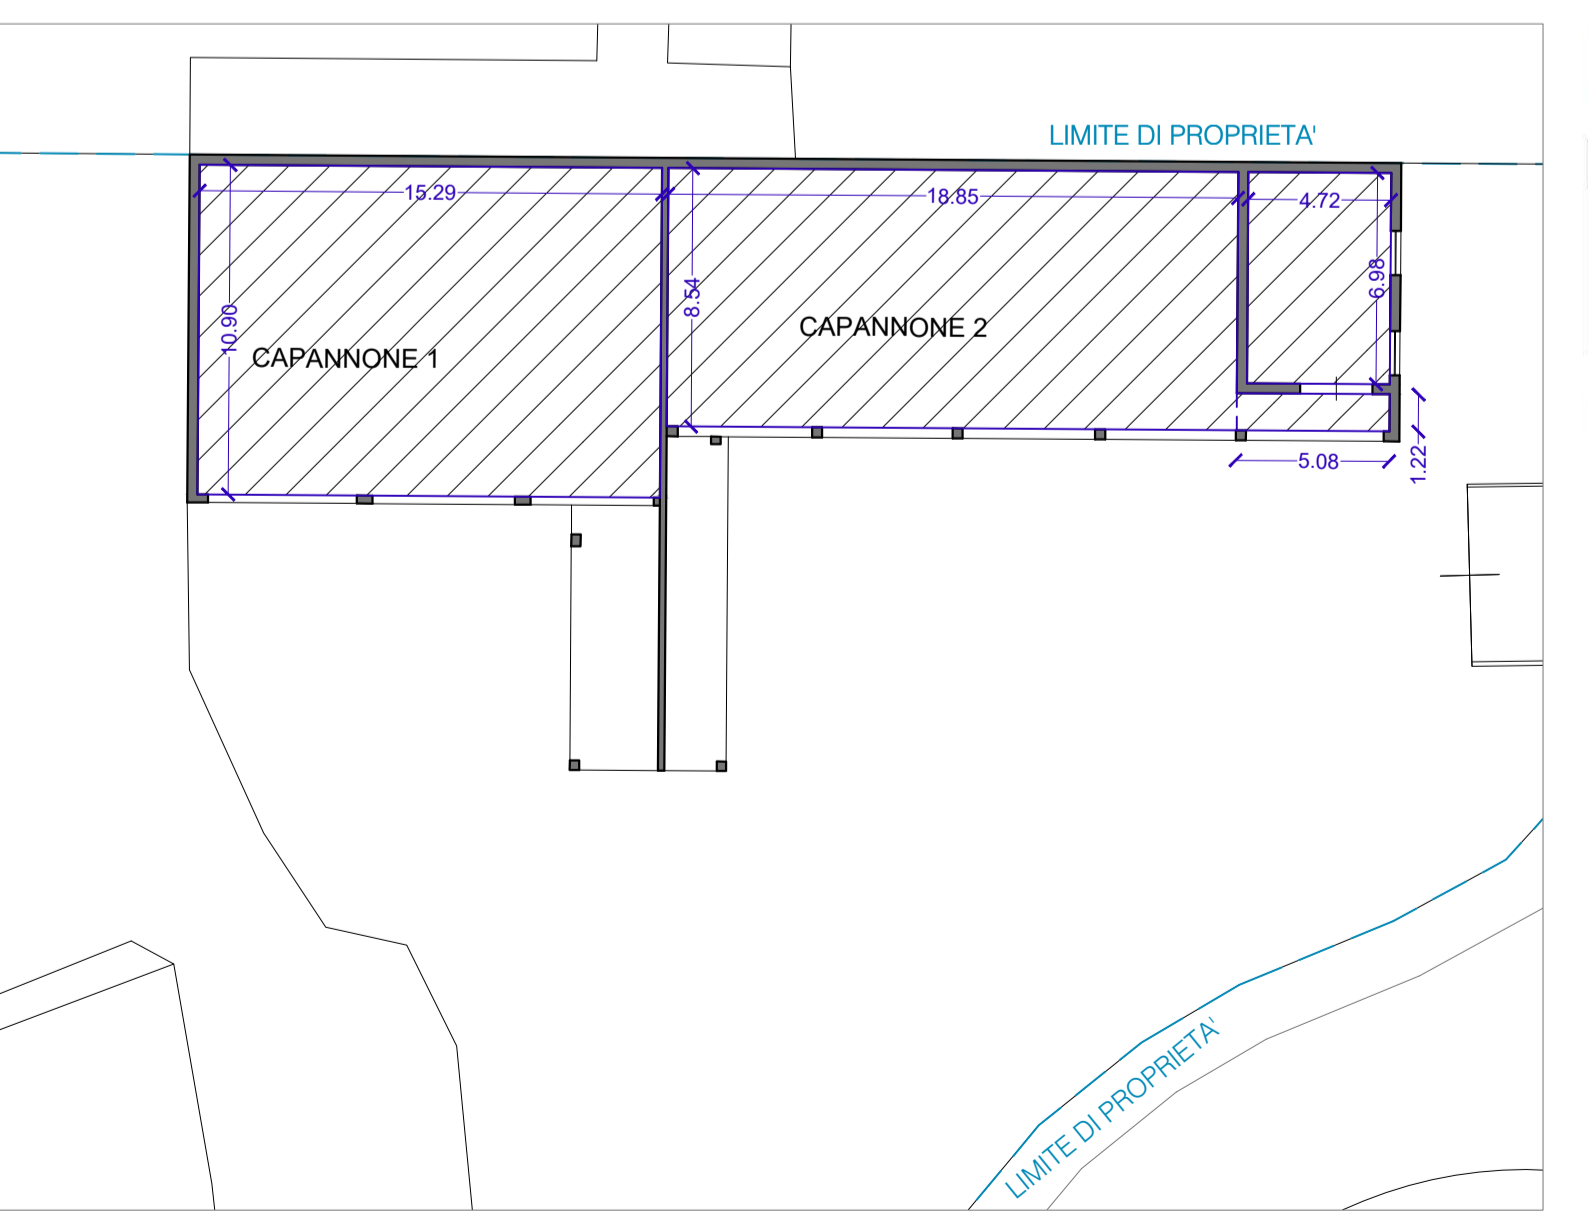 LIMITE DI PROPRIETA'
15.29
18.85
4.72
10.90
8.54
6.98
CAPANNONE 1
CAPANNONE 2
5.08
1.22
LIMITE DI PROPRIETA'